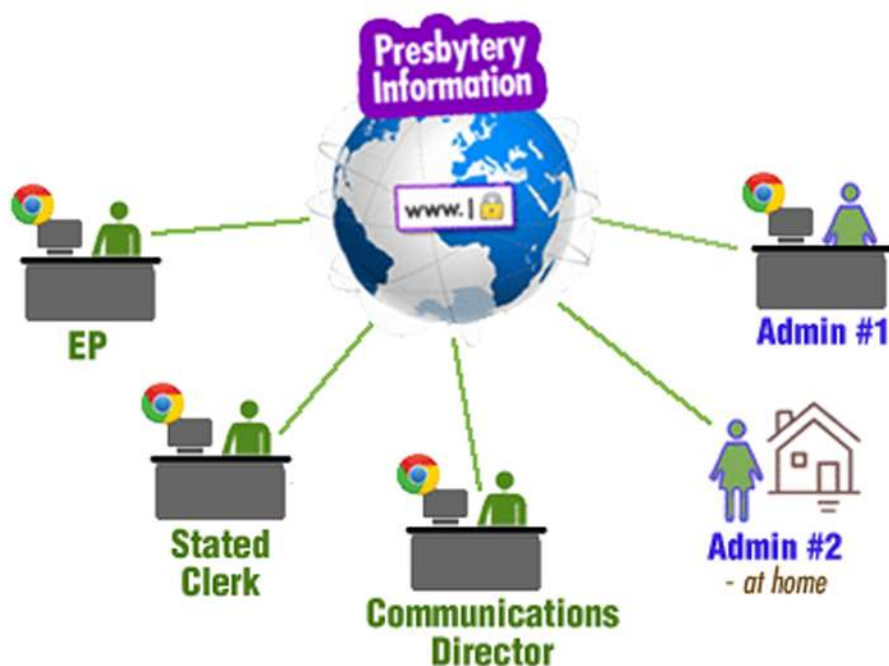 Presbytery
Information
www.|
EP
Admin #1
Stated
Clerk
Admin #2
- at home
Communications
Director